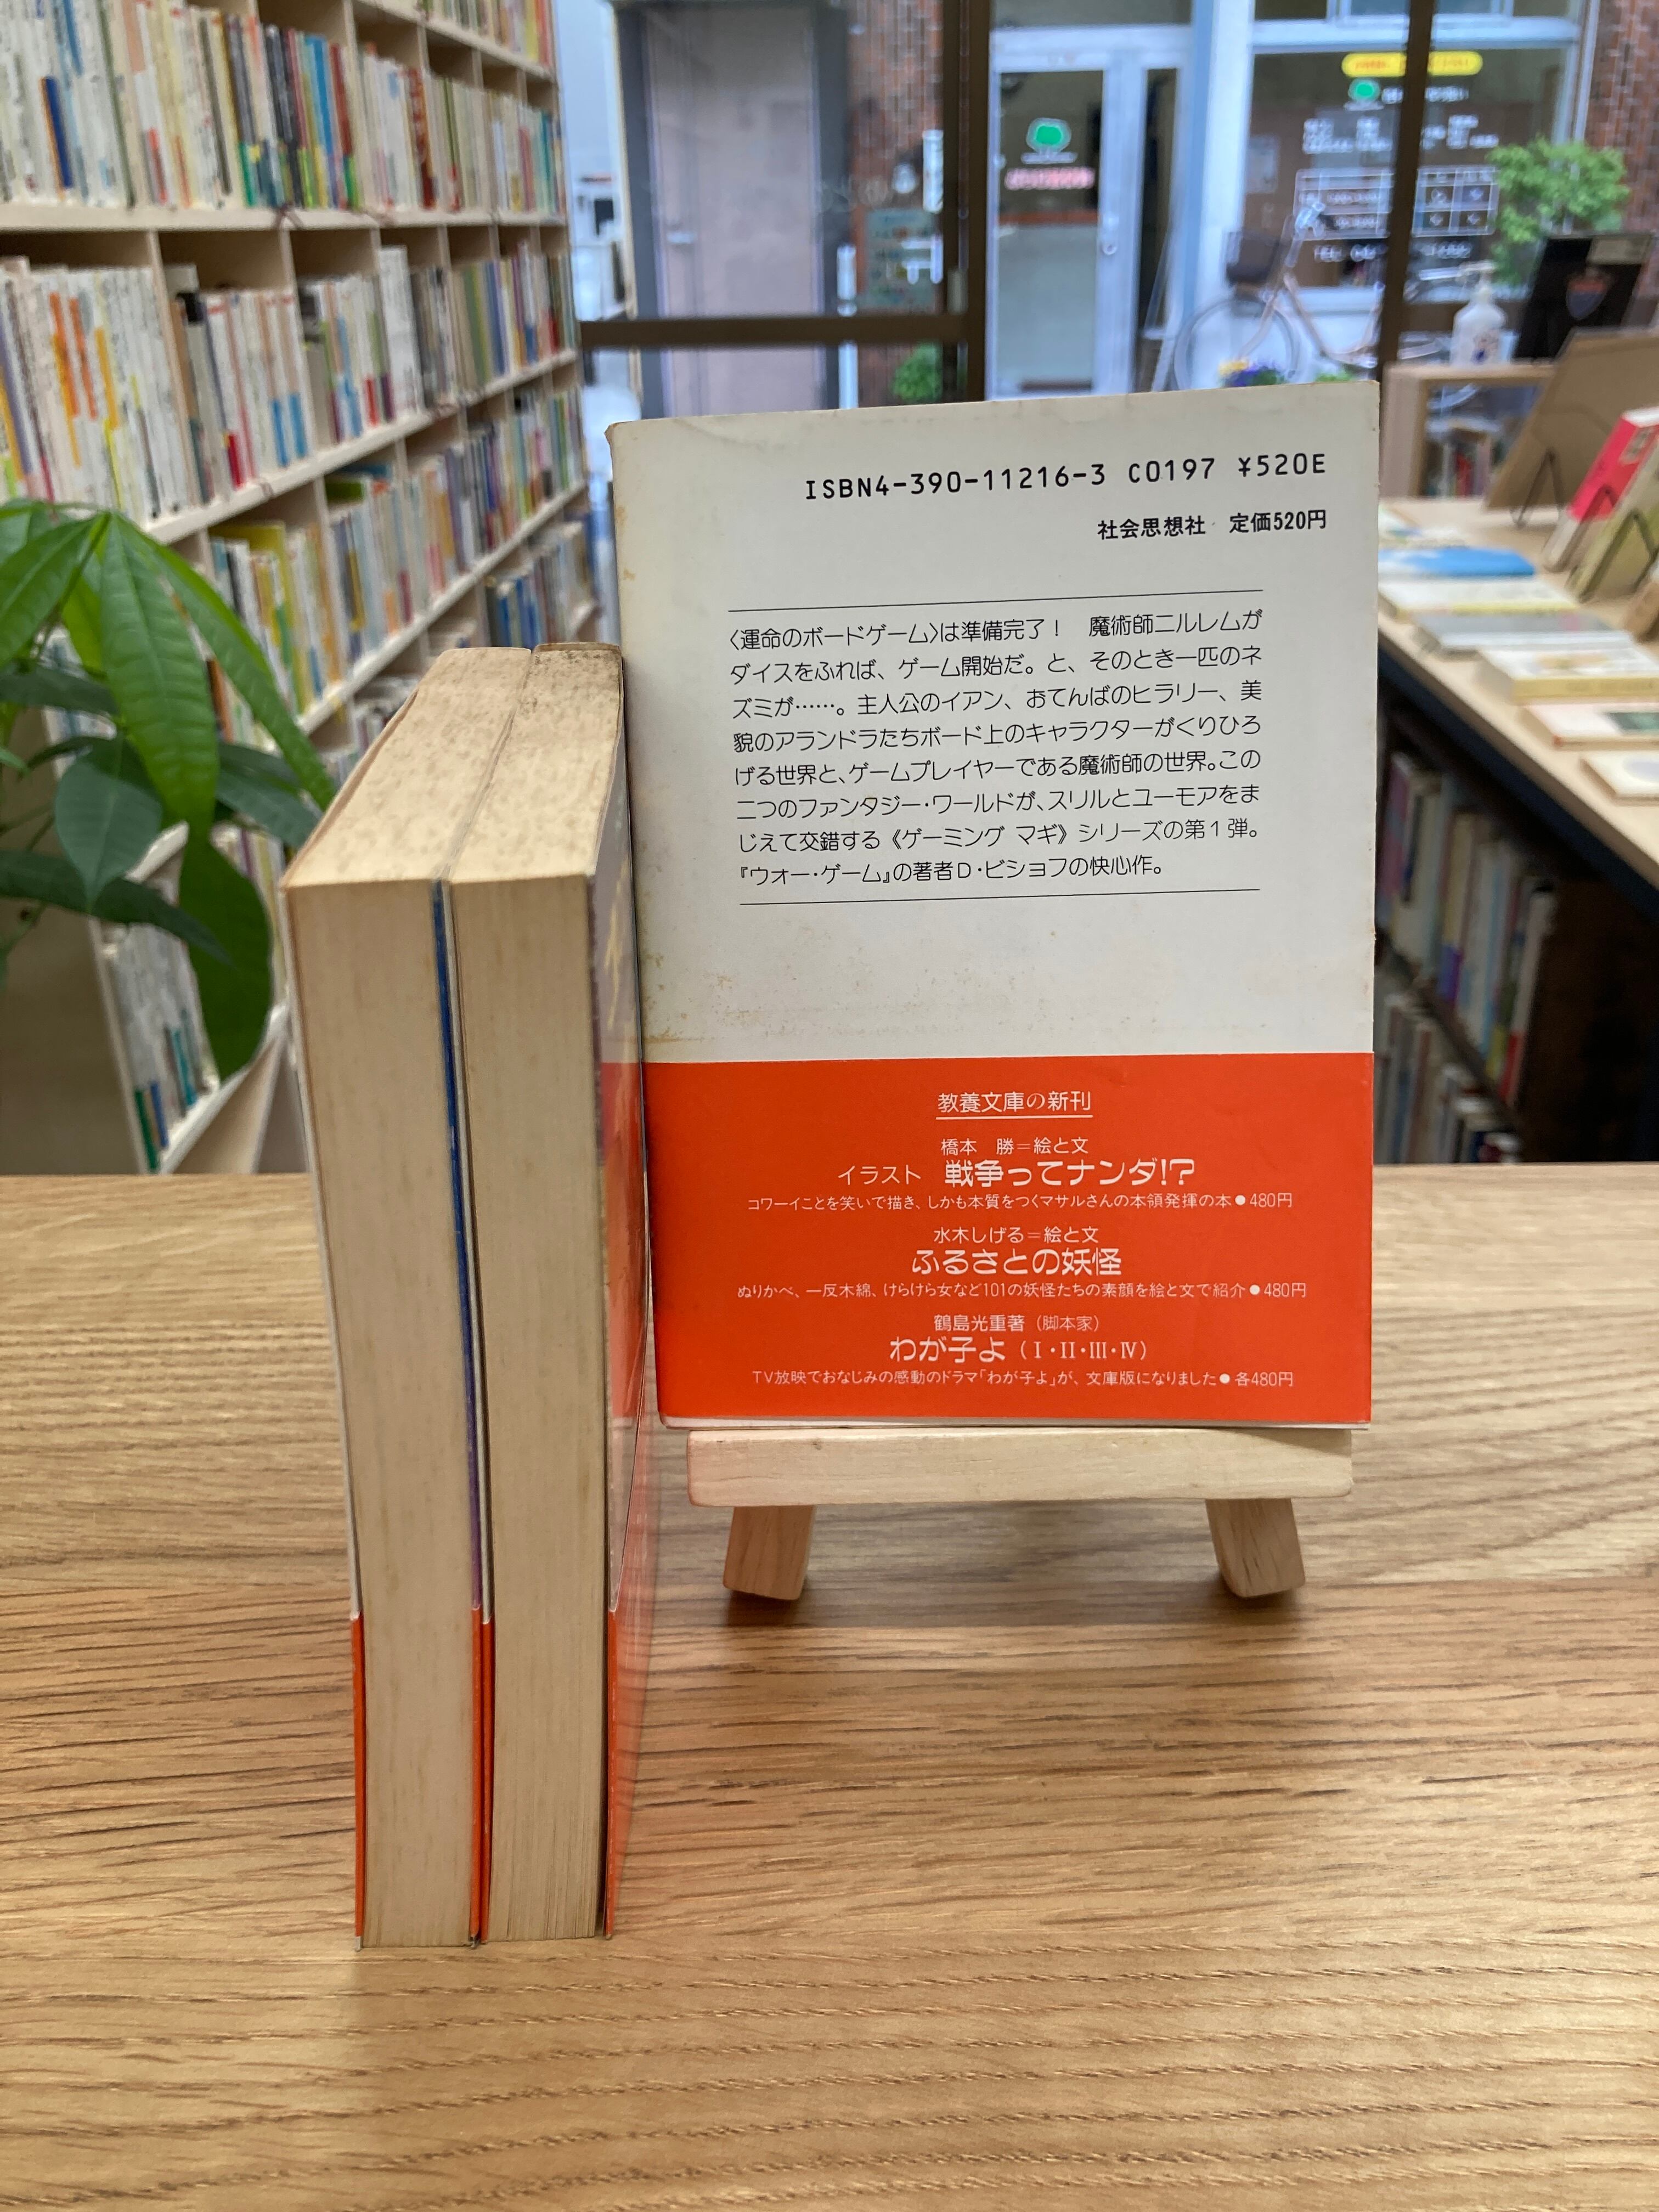 ISBN4-390-11216-3 C0197 ¥520E
社会思想社 定価520円
〈運命のボードゲーム〉は準備完了！ 魔術師ニルレムが
ダイスをふれば、ゲーム開始だ。と、そのとき一匹のネ
ズミが……。主人公のイアン、おてんばのヒラリー、美
貌のアランドラたちボード上のキャラクターがくりひろ
げる世界と、ゲームプレイヤーである魔術師の世界。この
二つのファンタジー・ワールドが、スリルとユーモアをま
じえて交錯する《ゲーミング マギ》シリーズの第1弾。
『ウォー・ゲーム』の著者D・ビショフの快心作。
教養文庫の新刊
橋本 勝＝絵と文
イラスト 戦争ってナンダ!?
コワーイことを笑いで描き、しかも本質をつくマサルさんの本領発揮の本●480円
水木しげる＝絵と文
ふるさとの妖怪
ぬりかべ、一反木綿、けらけら女など101の妖怪たちの素顔を絵と文で紹介●480円
鶴島光重著（脚本家）
わが子よ（Ⅰ・Ⅱ・Ⅲ・Ⅳ）
TV放映でおなじみの感動のドラマ「わが子よ」が、文庫版になりました●各480円